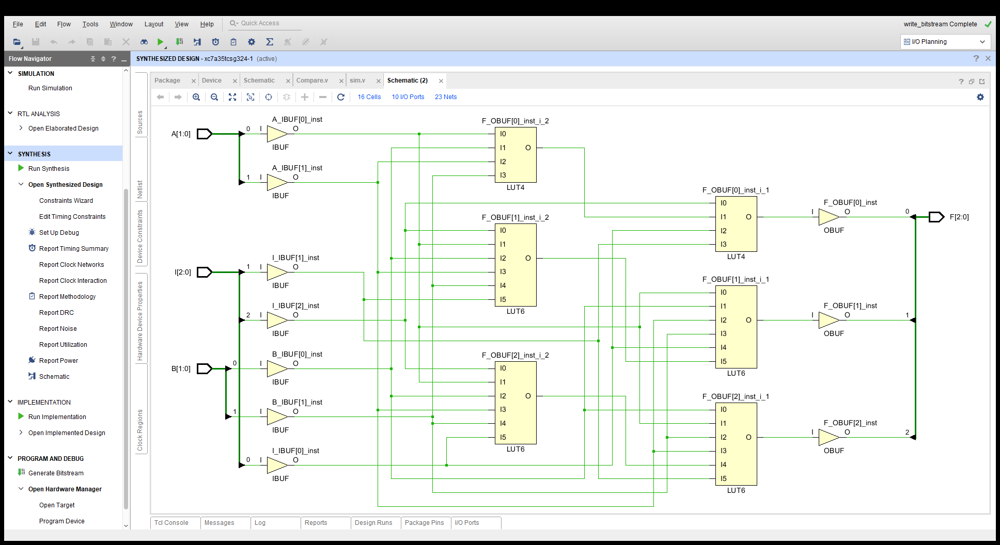 File Edit Flow Tools Window Layout View Help Quick Access write_bitstream Complete
I/O Planning
Flow Navigator
SIMULATION
Run Simulation
RTL ANALYSIS
Open Elaborated Design
SYNTHESIS
Run Synthesis
Open Synthesized Design
Constraints Wizard
Edit Timing Constraints
Set Up Debug
Report Timing Summary
Report Clock Networks
Report Clock Interaction
Report Methodology
Report DRC
Report Noise
Report Utilization
Report Power
Schematic
IMPLEMENTATION
Run Implementation
Open Implemented Design
PROGRAM AND DEBUG
Generate Bitstream
Open Hardware Manager
Open Target
Program Device
SYNTHESIZED DESIGN - xc7a35tcsg324-1 (active)
Sources
Netlist
Device Constraints
Hardware Device Properties
Clock Regions
Package Device Schematic Compare.v sim.v Schematic (2)
16 Cells 10 I/O Ports 23 Nets
A[1:0]
0
1
A_IBUF[0]_inst
I O
IBUF
A_IBUF[1]_inst
I O
IBUF
I[2:0]
1
2
0
I_IBUF[1]_inst
I O
IBUF
I_IBUF[2]_inst
I O
IBUF
B[1:0]
0
1
B_IBUF[0]_inst
I O
IBUF
B_IBUF[1]_inst
I O
IBUF
I_IBUF[0]_inst
I O
IBUF
F_OBUF[0]_inst_i_2
I0
I1 O
I2
I3
LUT4
F_OBUF[1]_inst_i_2
I0
I1
I2 O
I3
I4
I5
LUT6
F_OBUF[2]_inst_i_2
I0
I1
I2 O
I3
I4
I5
LUT6
F_OBUF[0]_inst_i_1
I0
I1 O
I2
I3
LUT4
F_OBUF[1]_inst_i_1
I0
I1
I2 O
I3
I4
I5
LUT6
F_OBUF[2]_inst_i_1
I0
I1
I2 O
I3
I4
I5
LUT6
F_OBUF[0]_inst
I O
OBUF
F_OBUF[1]_inst
I O
OBUF
F_OBUF[2]_inst
I O
OBUF
0
1
2
F[2:0]
Tcl Console Messages Log Reports Design Runs Package Pins I/O Ports